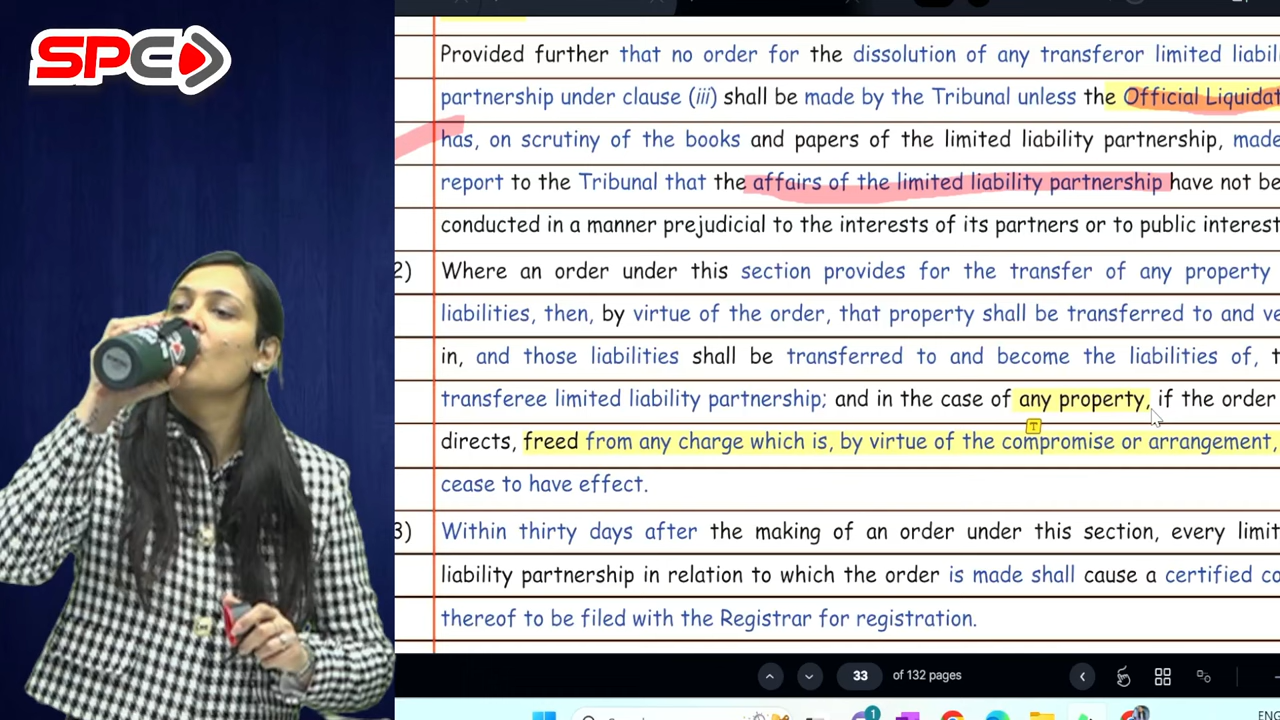 SPC
Provided further that no order for the dissolution of any transferor limited
partnership under clause (iii) shall be made by the Tribunal unless the Official
has, on scrutiny of the books and papers of the limited liability partnership, made
report to the Tribunal that the affairs of the limited liability partnership have not
conducted in a manner prejudicial to the interests of its partners or to public interest
2) Where an order under this section provides for the transfer of any property
liabilities, then, by virtue of the order, that property shall be transferred to and
in, and those liabilities shall be transferred to and become the liabilities of,
transferee limited liability partnership; and in the case of any property, if the order
directs, freed from any charge which is, by virtue of the compromise or arrangement,
cease to have effect.
3) Within thirty days after the making of an order under this section, every
liability partnership in relation to which the order is made shall cause a certified
thereof to be filed with the Registrar for registration.
33 of 132 pages
1